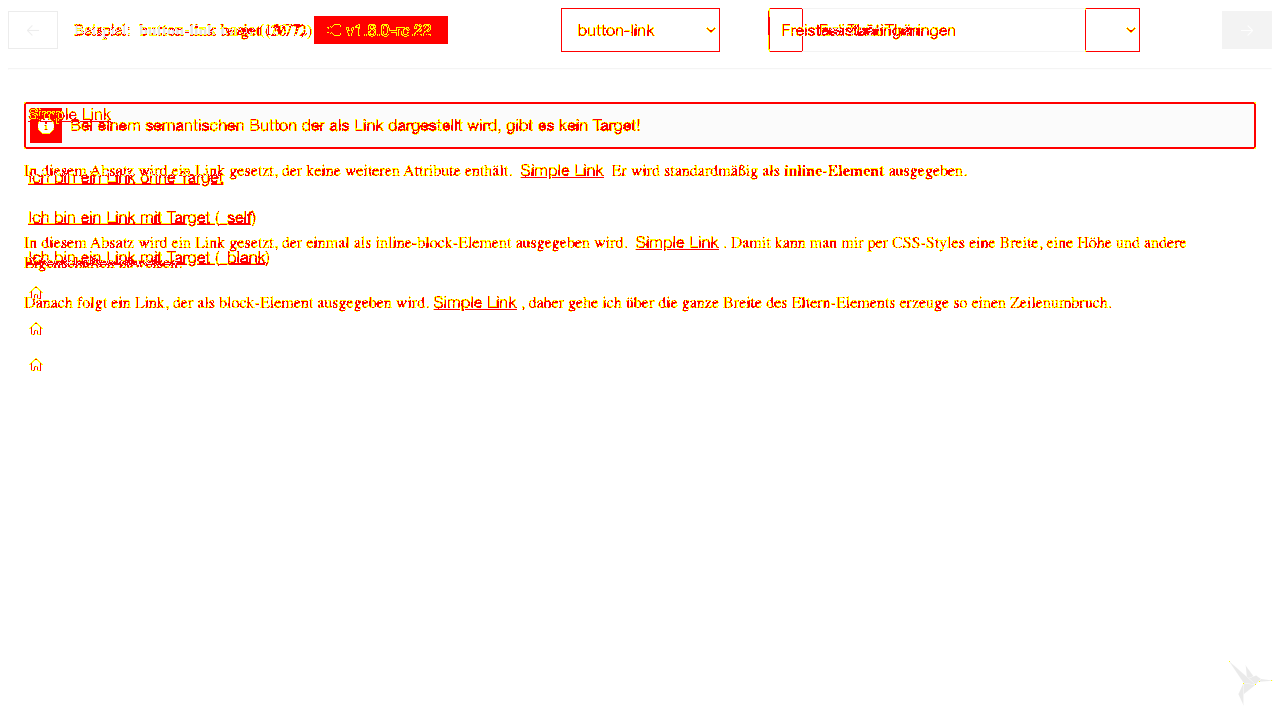 Beispiel: button-link
v1.6.0-rc.22
button-link
Freistaat Thüringen
Simple Link
Bei einem semantischen Button der als Link dargestellt wird, gibt es kein Target!
In diesem Absatz wird ein Link gesetzt, der keine weiteren Attribute enthält. Simple Link Er wird standardmäßig als inline-Element ausgegeben.
Ich bin ein Link ohne Target
Ich bin ein Link mit Target (_self)
In diesem Absatz wird ein Link gesetzt, der einmal als inline-block-Element ausgegeben wird. Simple Link . Damit kann man mir per CSS-Styles eine Breite, eine Höhe und andere
Ich bin ein Link mit Target (_blank)
Danach folgt ein Link, der als block-Element ausgegeben wird. Simple Link , daher gehe ich über die ganze Breite des Eltern-Elements erzeuge so einen Zeilenumbruch.